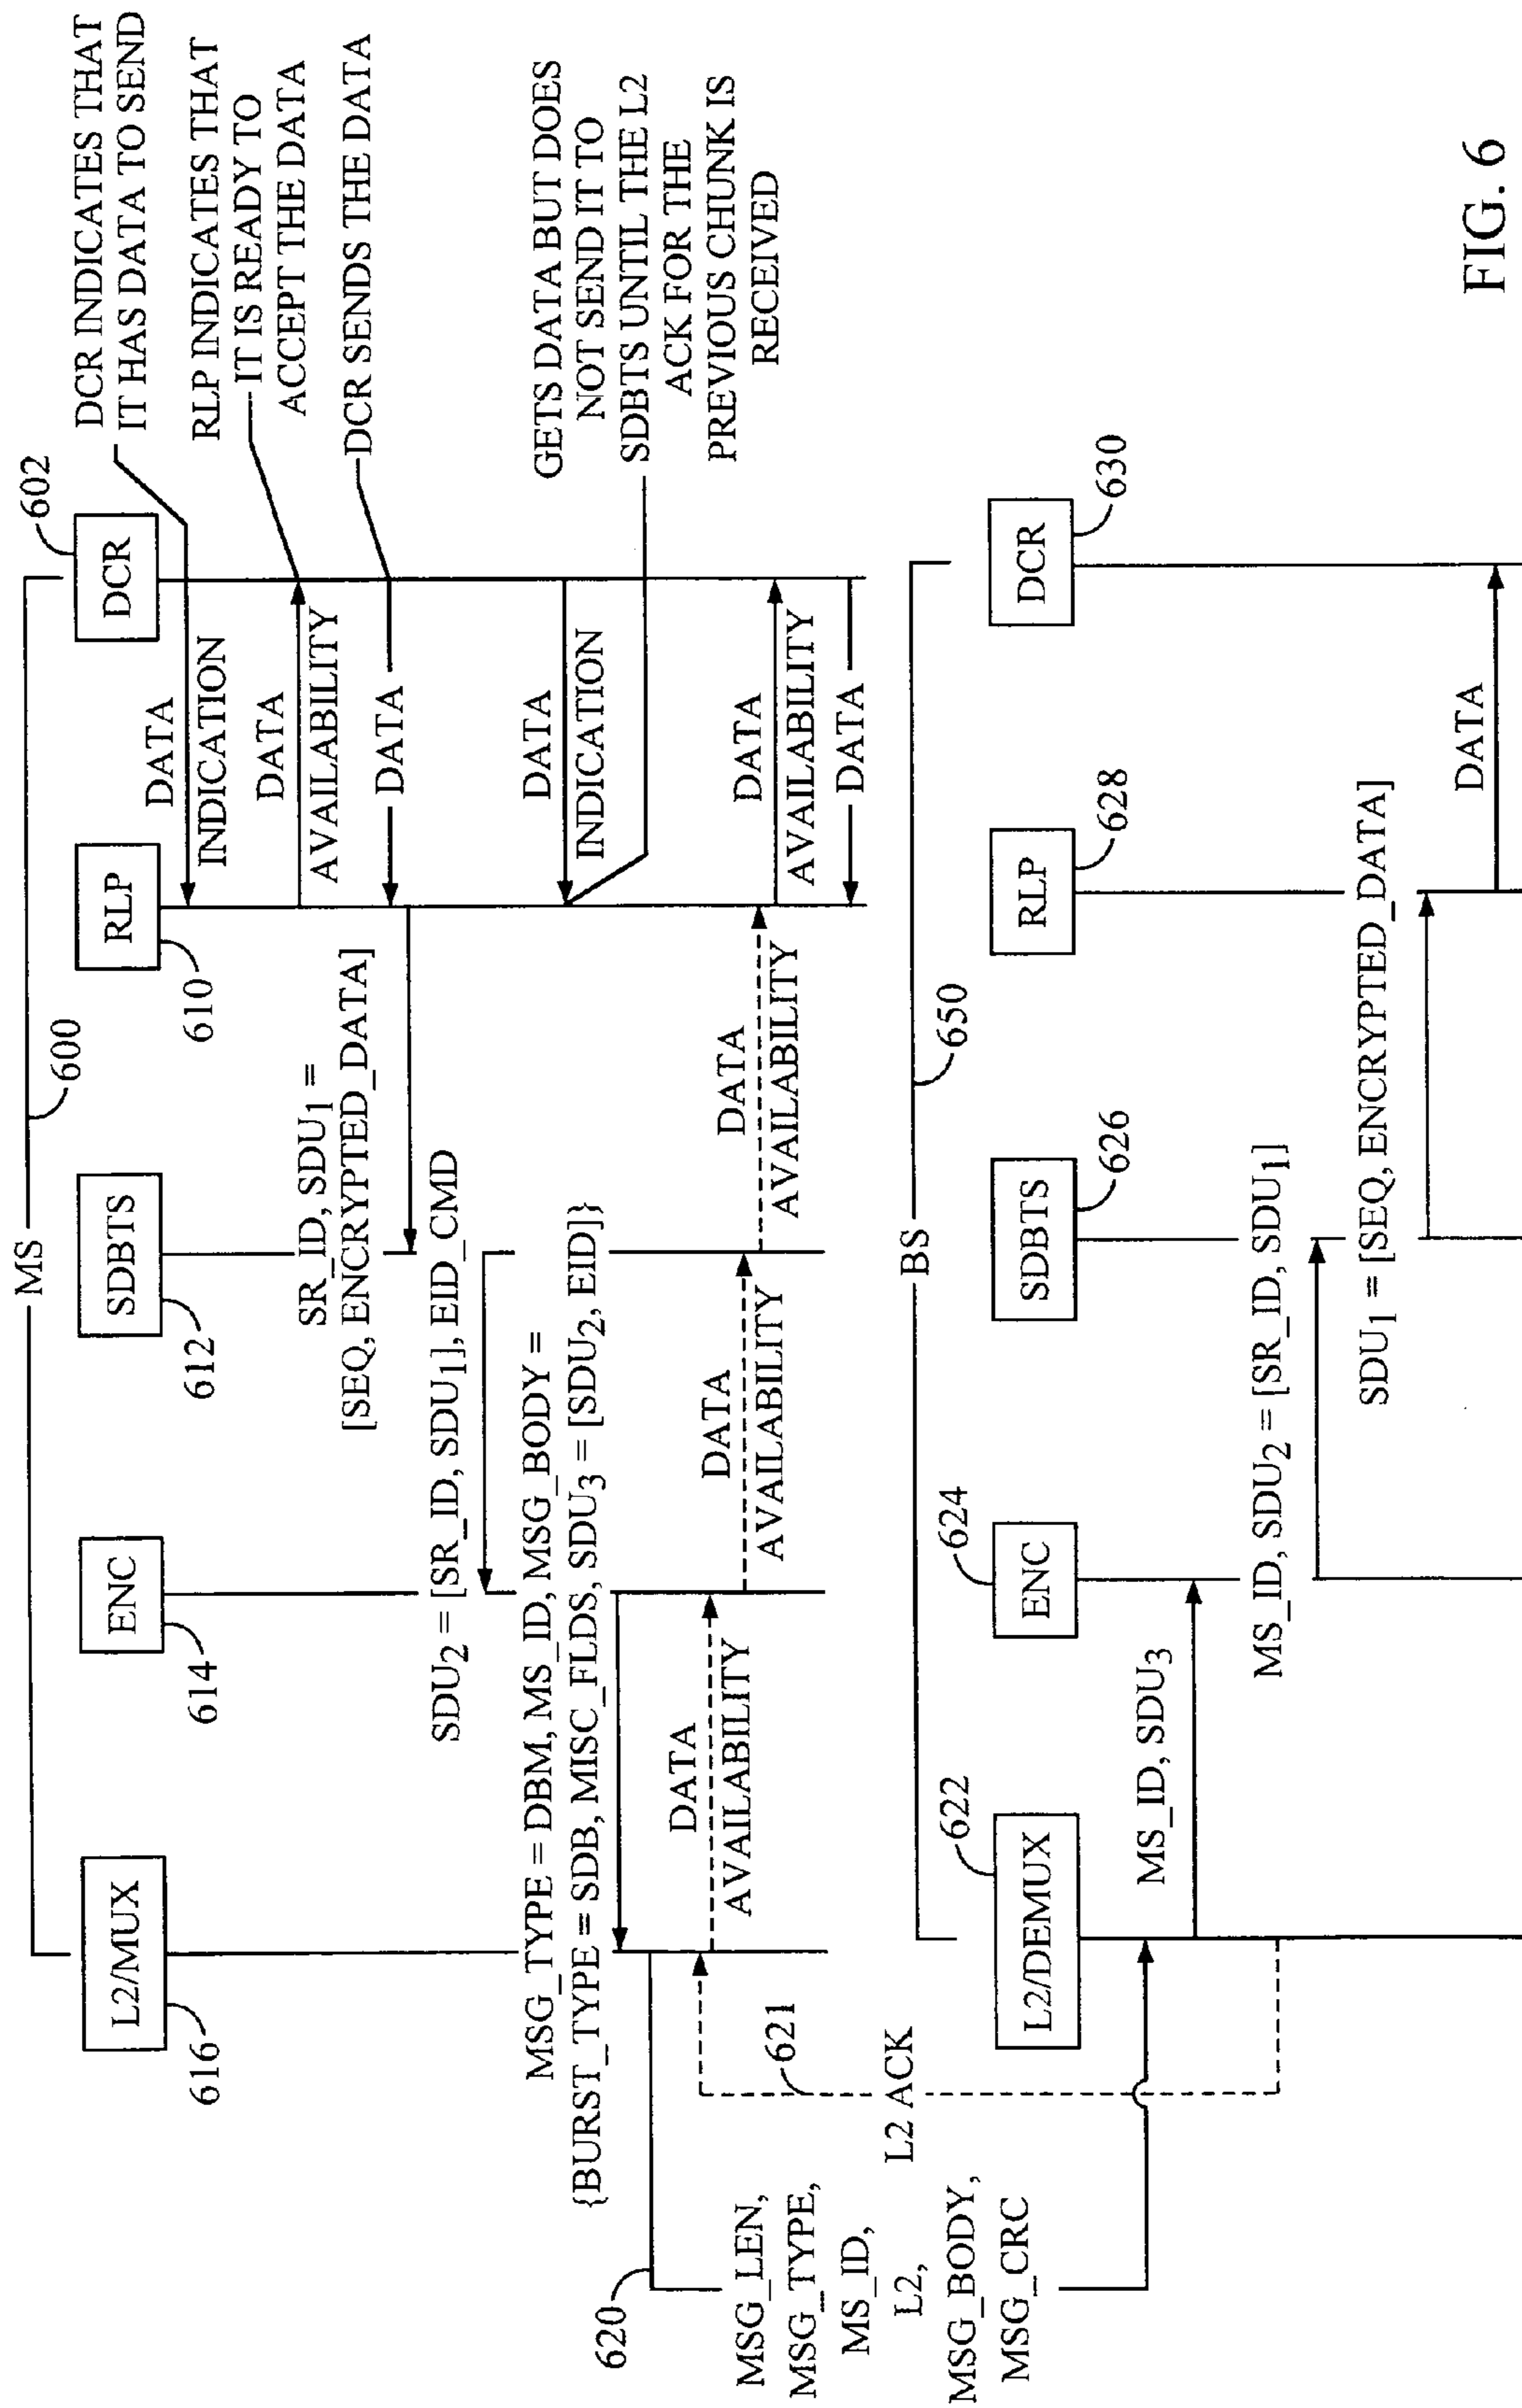 MS
600
L2/MUX
616
ENC
614
SDBTS
612
RLP
610
DCR
602
DCR INDICATES THAT
IT HAS DATA TO SEND
DATA
INDICATION
RLP INDICATES THAT
IT IS READY TO
ACCEPT THE DATA
DATA
AVAILABILITY
DCR SENDS THE DATA
DATA
SR_ID, SDU1 =
[SEQ, ENCRYPTED_DATA]
SDU2 = [SR_ID, SDU1], EID_CMD
MSG_TYPE = DBM, MS_ID, MSG_BODY =
{BURST_TYPE = SDB, MISC_FLDS, SDU3 = [SDU2, EID]}
DATA
INDICATION
GETS DATA BUT DOES
NOT SEND IT TO
SDBTS UNTIL THE L2
ACK FOR THE
PREVIOUS CHUNK IS
RECEIVED
620
DATA
AVAILABILITY
DATA
AVAILABILITY
DATA
AVAILABILITY
DATA
AVAILABILITY
DATA
MSG_LEN,
MSG_TYPE,
MS_ID,
L2,
MSG_BODY,
MSG_CRC
621
L2 ACK
BS
650
L2/DEMUX
622
ENC
624
SDBTS
626
RLP
628
DCR
630
MS_ID, SDU3
MS_ID, SDU2 = [SR_ID, SDU1]
SDU1 = [SEQ, ENCRYPTED_DATA]
DATA
FIG. 6